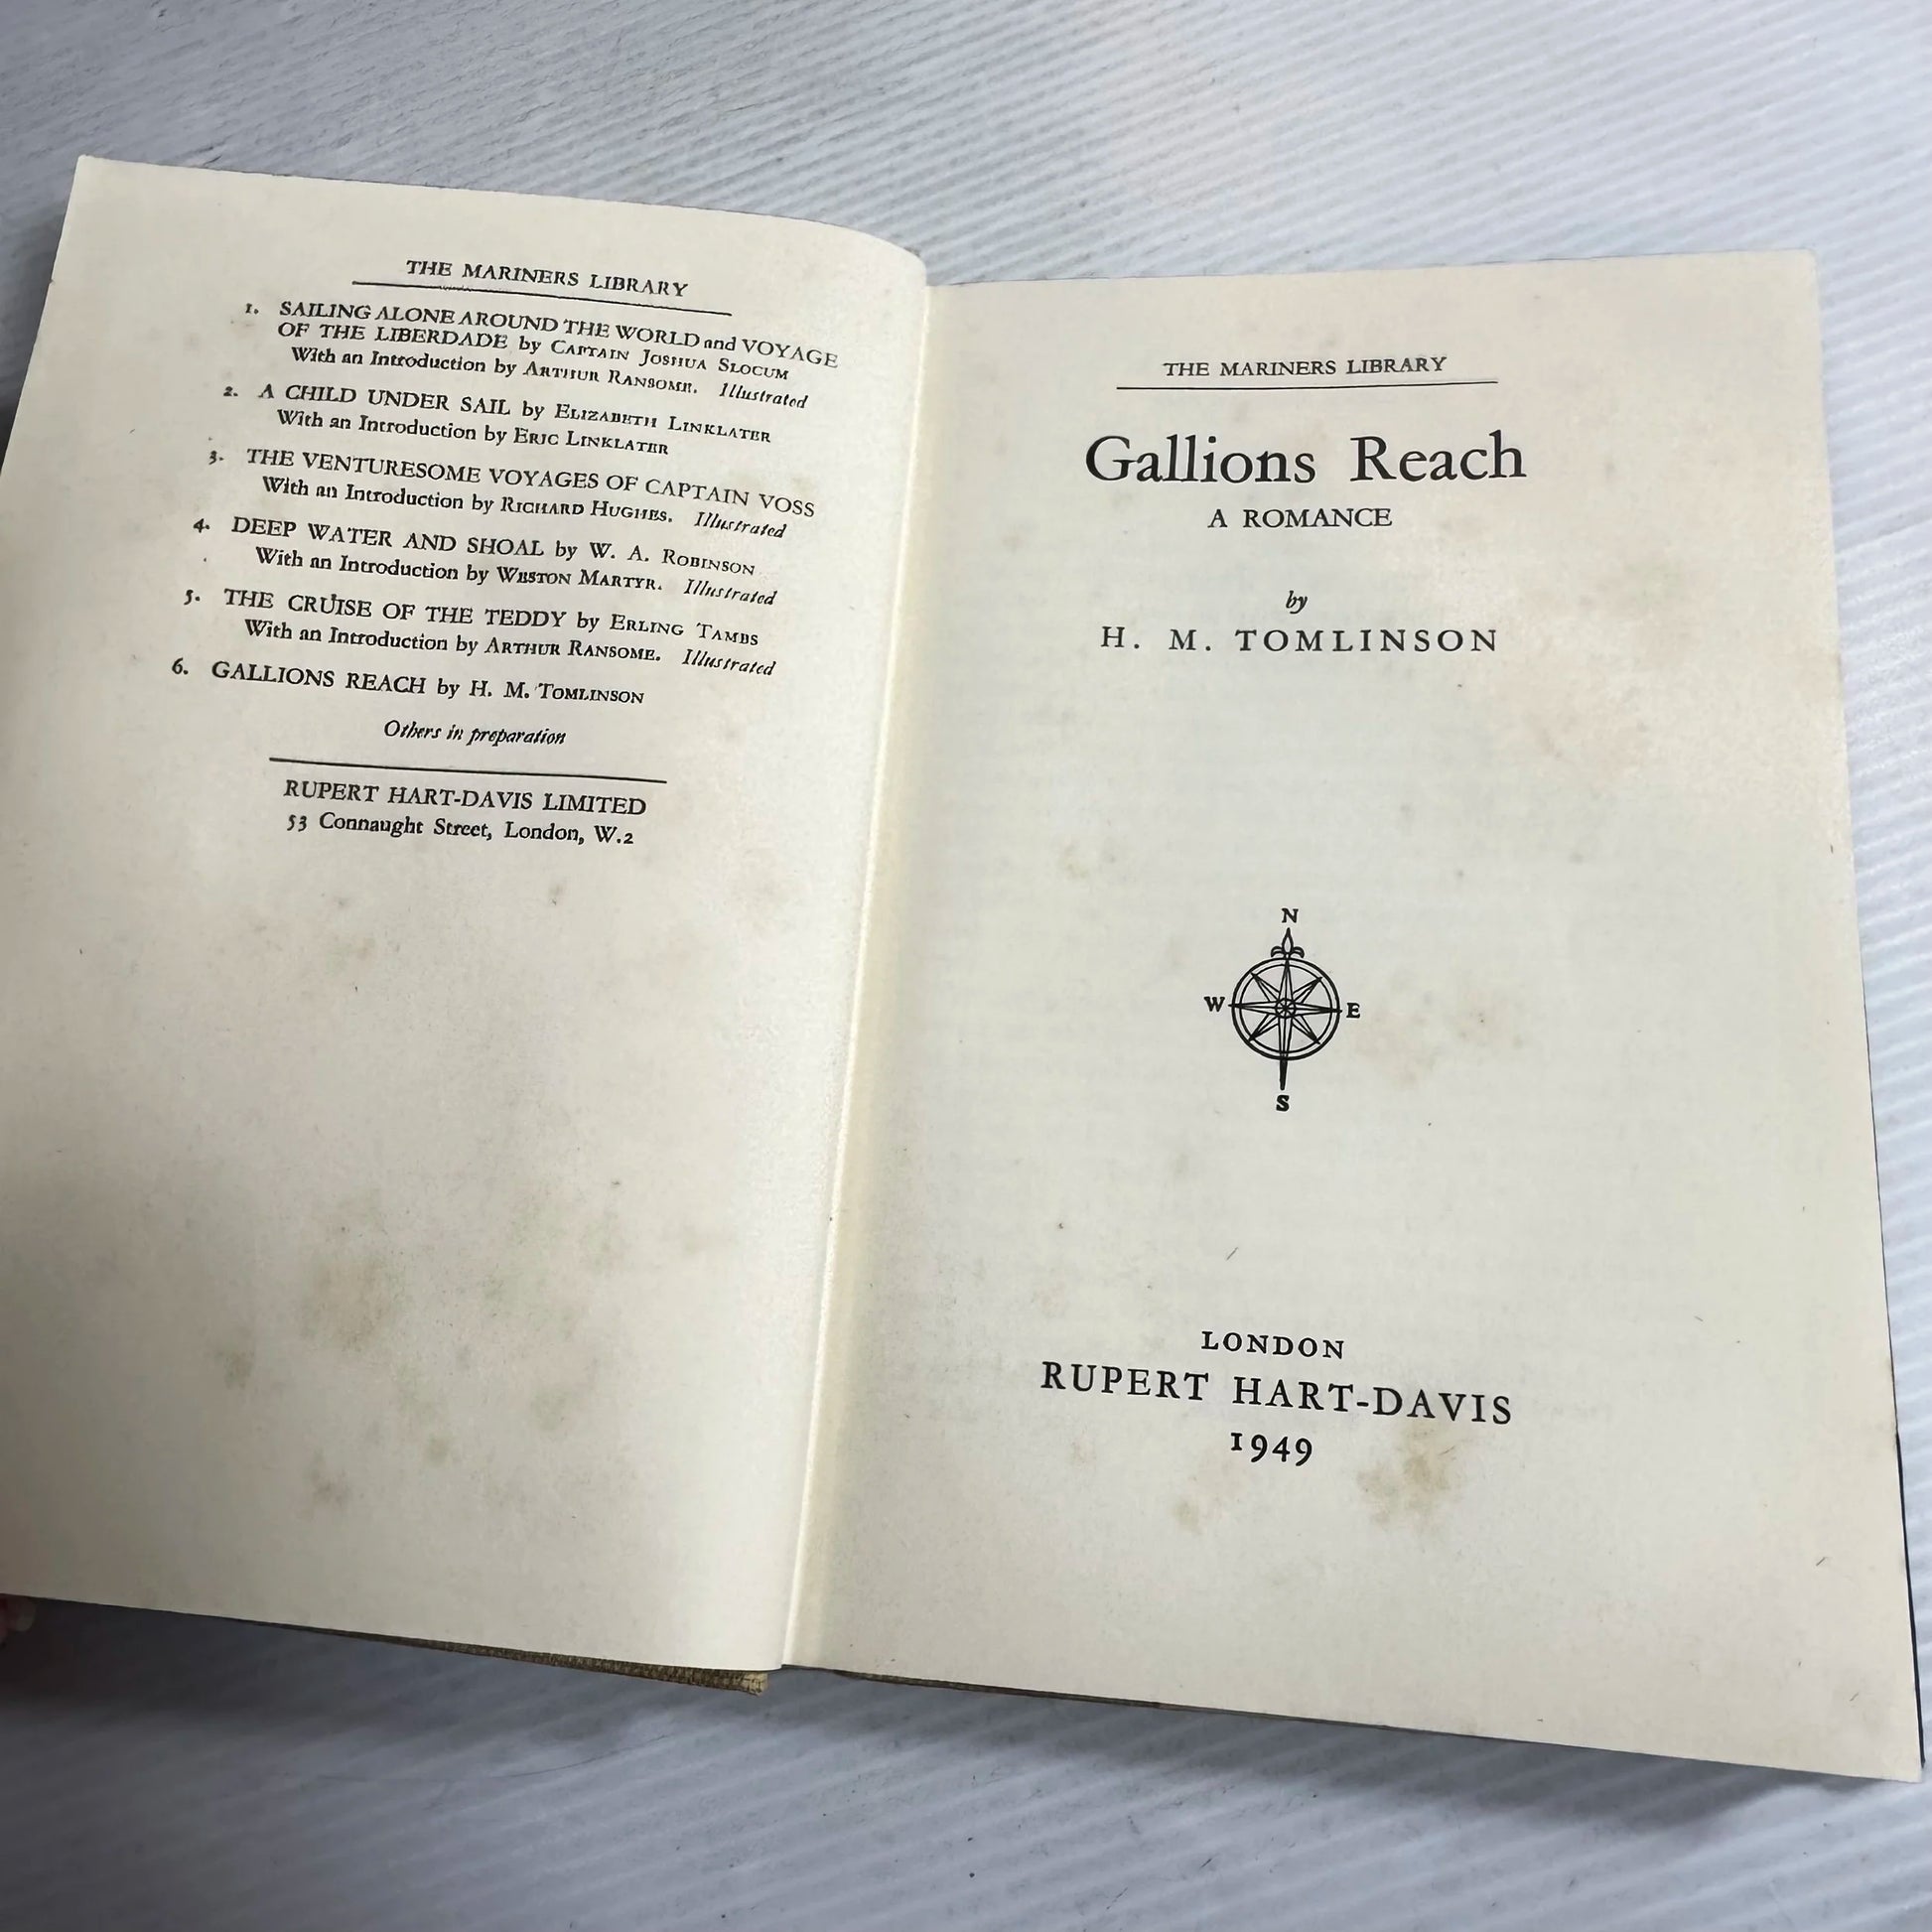 THE MARINERS LIBRARY
1. SAILING ALONE AROUND THE WORLD and VOYAGE
OF THE LIBERDADE by CAPTAIN JOSHUA SLOCUM
With an Introduction by ARTHUR RANSOME. Illustrated
2. A CHILD UNDER SAIL by ELIZABETH LINKLATER
With an Introduction by ERIC LINKLATER
3. THE VENTURESOME VOYAGES OF CAPTAIN VOSS
With an Introduction by RICHARD HUGHES. Illustrated
4. DEEP WATER AND SHOAL by W. A. ROBINSON
With an Introduction by WESTON MARTYR. Illustrated
5. THE CRUISE OF THE TEDDY by ERLING TAMBS
With an Introduction by ARTHUR RANSOME. Illustrated
6. GALLIONS REACH by H. M. TOMLINSON
Others in preparation
RUPERT HART-DAVIS LIMITED
53 Connaught Street, London, W.2
THE MARINERS LIBRARY
Gallions Reach
A ROMANCE
by
H. M. TOMLINSON
N
W E
S
LONDON
RUPERT HART-DAVIS
1949